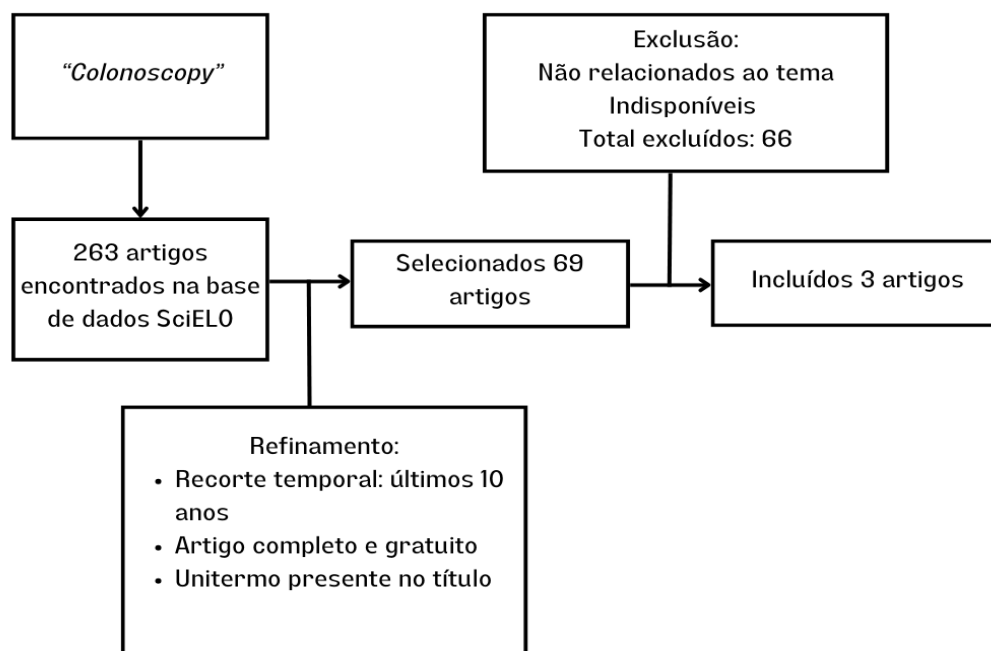 “Colonoscopy”
263 artigos
encontrados na base
de dados SciELO
Refinamento:
• Recorte temporal: últimos 10
anos
• Artigo completo e gratuito
• Unitermo presente no título
Selecionados 69
artigos
Exclusão:
Não relacionados ao tema
Indisponíveis
Total excluídos: 66
Incluídos 3 artigos